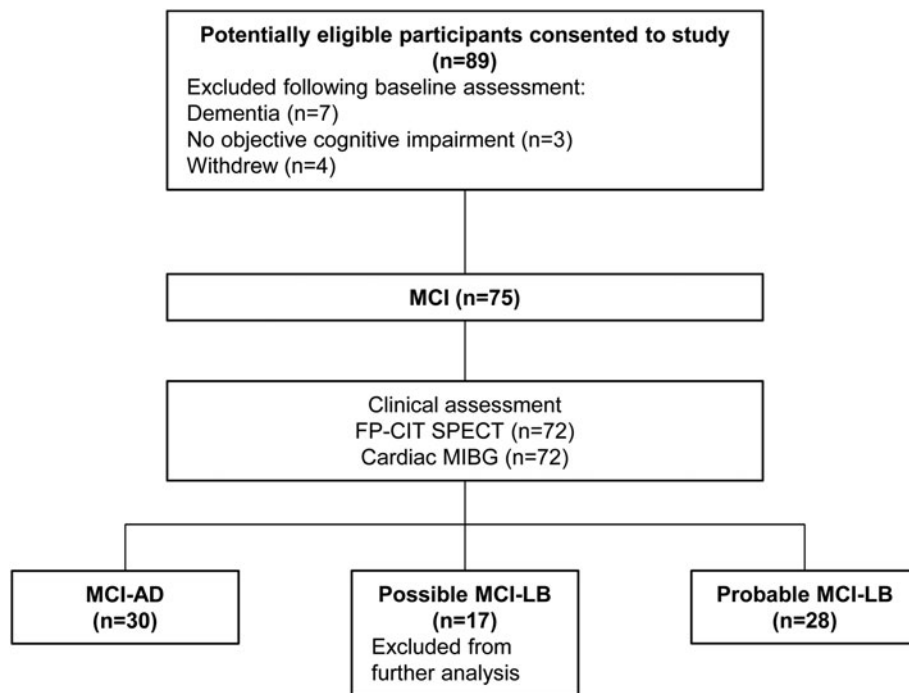 Potentially eligible participants consented to study
(n=89)
Excluded following baseline assessment:
Dementia (n=7)
No objective cognitive impairment (n=3)
Withdrew (n=4)
MCI (n=75)
Clinical assessment
FP-CIT SPECT (n=72)
Cardiac MIBG (n=72)
MCI-AD
(n=30)
Possible MCI-LB
(n=17)
Excluded from
further analysis
Probable MCI-LB
(n=28)